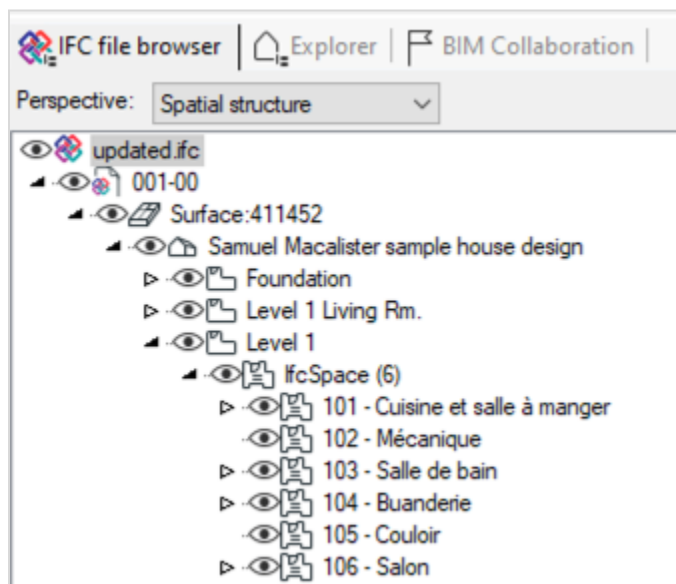 IFC file browser Explorer BIM Collaboration
Perspective: Spatial structure
updated.ifc
001-00
Surface:411452
Samuel Macalister sample house design
Foundation
Level 1 Living Rm.
Level 1
IfcSpace (6)
101 - Cuisine et salle à manger
102 - Mécanique
103 - Salle de bain
104 - Buanderie
105 - Couloir
106 - Salon